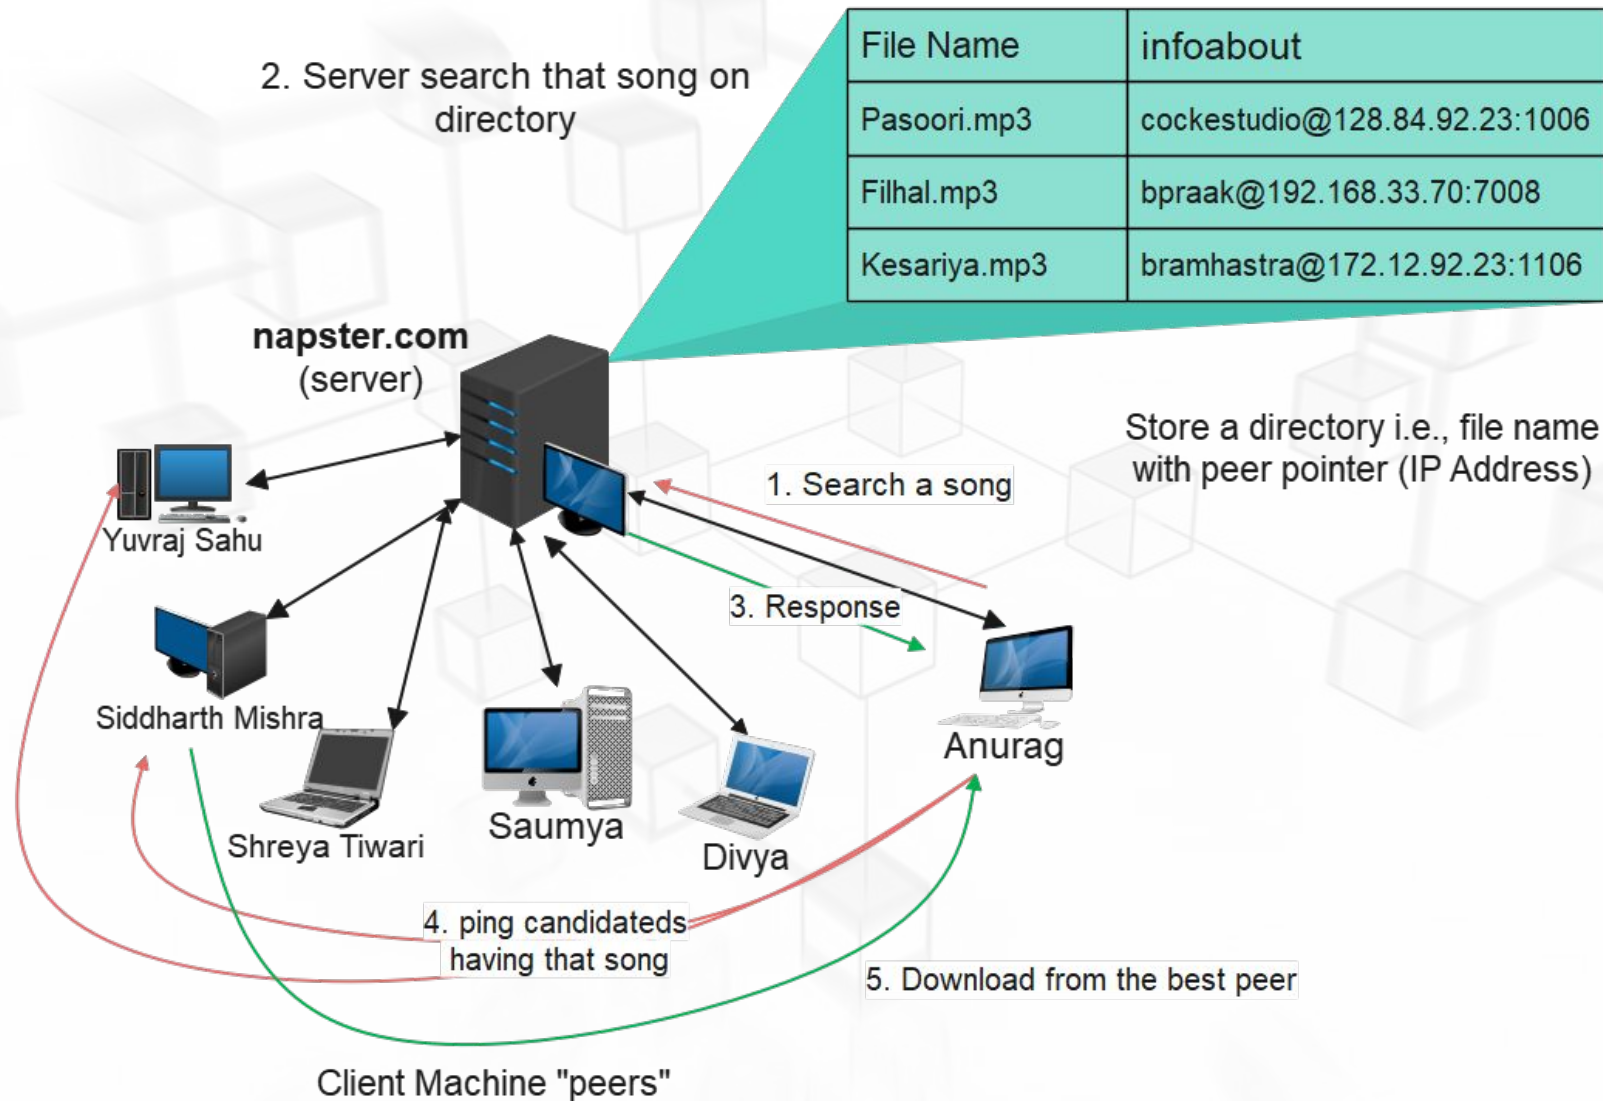 2. Server search that song on
directory
File Name infoabout
Pasoori.mp3 cockestudio@128.84.92.23:1006
Filhal.mp3 bpraak@192.168.33.70:7008
Kesariya.mp3 bramhastra@172.12.92.23:1106
napster.com
(server)
Store a directory i.e., file name
with peer pointer (IP Address)
1. Search a song
Yuvraj Sahu
3. Response
Siddharth Mishra
Anurag
Shreya Tiwari
Saumya
Divya
4. ping candidateds
having that song
5. Download from the best peer
Client Machine "peers"